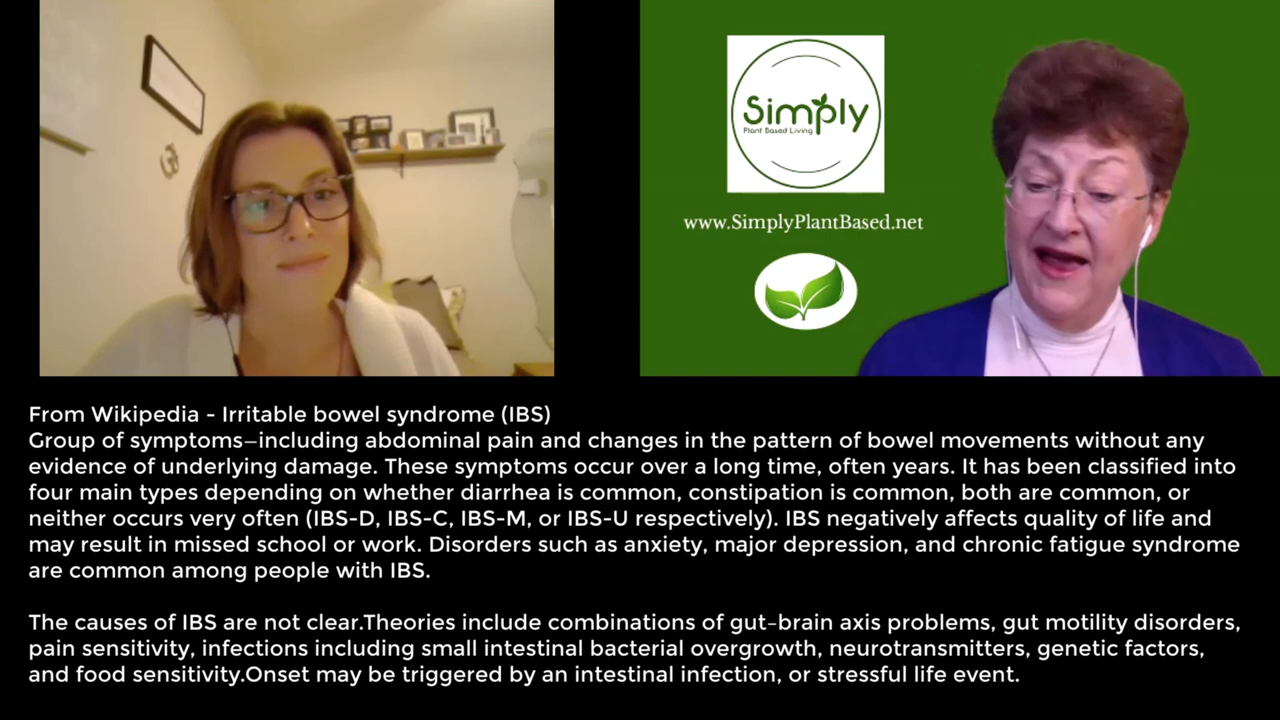 Simply
Plant Based Living
www.SimplyPlantBased.net
From Wikipedia - Irritable bowel syndrome (IBS)
Group of symptoms—including abdominal pain and changes in the pattern of bowel movements without any
evidence of underlying damage. These symptoms occur over a long time, often years. It has been classified into
four main types depending on whether diarrhea is common, constipation is common, both are common, or
neither occurs very often (IBS-D, IBS-C, IBS-M, or IBS-U respectively). IBS negatively affects quality of life and
may result in missed school or work. Disorders such as anxiety, major depression, and chronic fatigue syndrome
are common among people with IBS.
The causes of IBS are not clear.Theories include combinations of gut–brain axis problems, gut motility disorders,
pain sensitivity, infections including small intestinal bacterial overgrowth, neurotransmitters, genetic factors,
and food sensitivity.Onset may be triggered by an intestinal infection, or stressful life event.